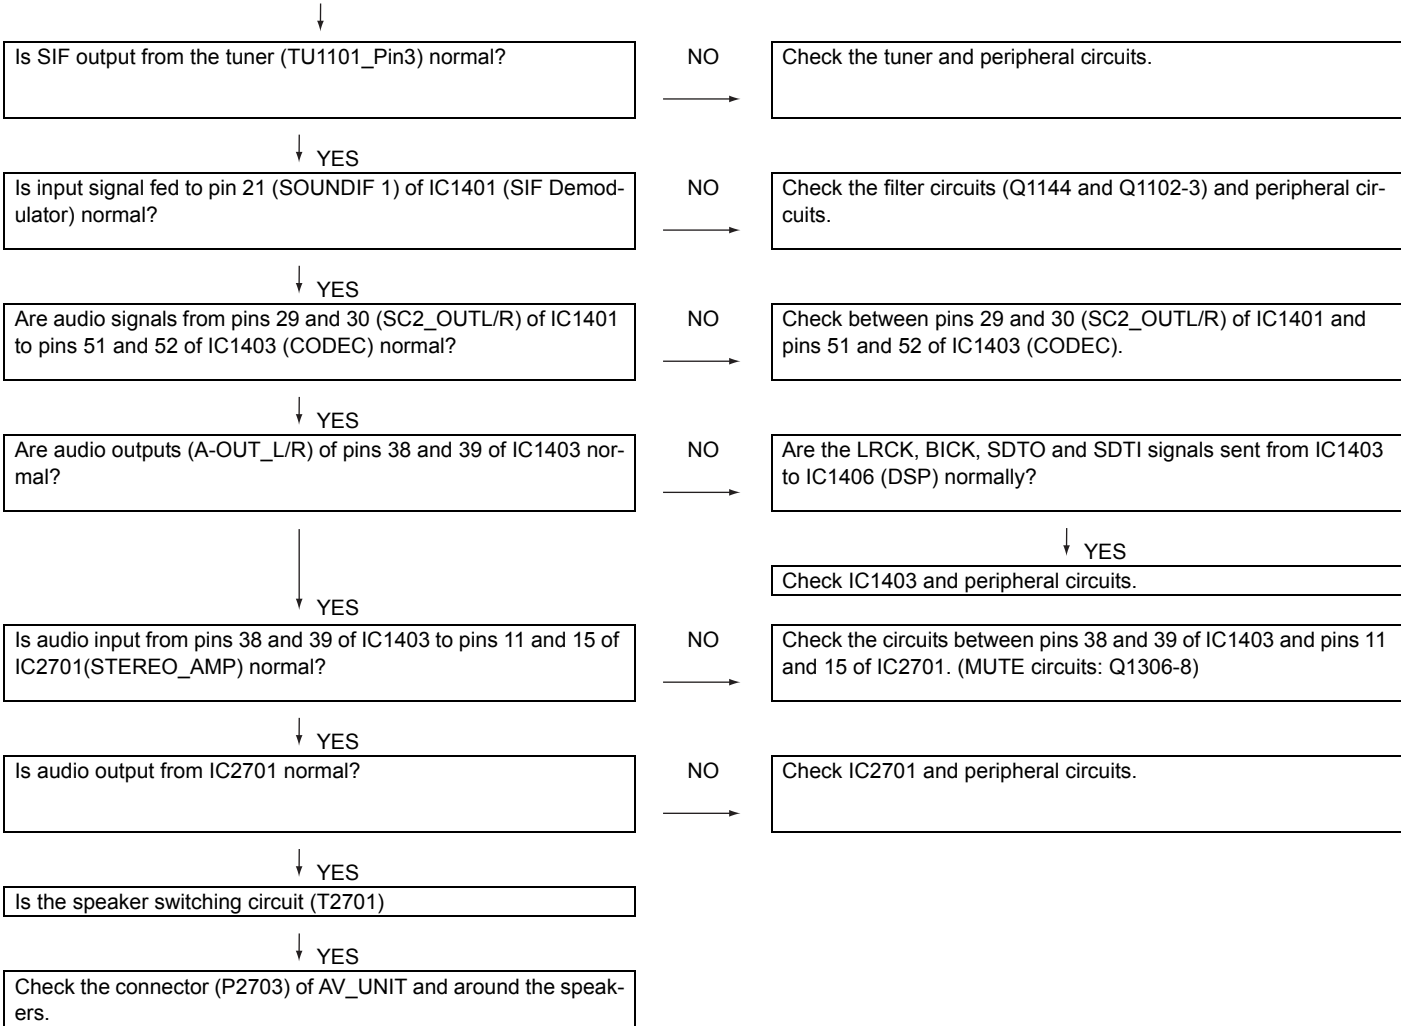 Is SIF output from the tuner (TU1101_Pin3) normal?
NO
Check the tuner and peripheral circuits.
YES
Is input signal fed to pin 21 (SOUNDIF 1) of IC1401 (SIF Demod-
ulator) normal?
NO
Check the filter circuits (Q1144 and Q1102-3) and peripheral cir-
cuits.
YES
Are audio signals from pins 29 and 30 (SC2_OUTL/R) of IC1401
to pins 51 and 52 of IC1403 (CODEC) normal?
NO
Check between pins 29 and 30 (SC2_OUTL/R) of IC1401 and
pins 51 and 52 of IC1403 (CODEC).
YES
Are audio outputs (A-OUT_L/R) of pins 38 and 39 of IC1403 nor-
mal?
NO
Are the LRCK, BICK, SDTO and SDTI signals sent from IC1403
to IC1406 (DSP) normally?
YES
Check IC1403 and peripheral circuits.
YES
Is audio input from pins 38 and 39 of IC1403 to pins 11 and 15 of
IC2701(STEREO_AMP) normal?
NO
Check the circuits between pins 38 and 39 of IC1403 and pins 11
and 15 of IC2701. (MUTE circuits: Q1306-8)
YES
Is audio output from IC2701 normal?
NO
Check IC2701 and peripheral circuits.
YES
Is the speaker switching circuit (T2701)
YES
Check the connector (P2703) of AV_UNIT and around the speak-
ers.